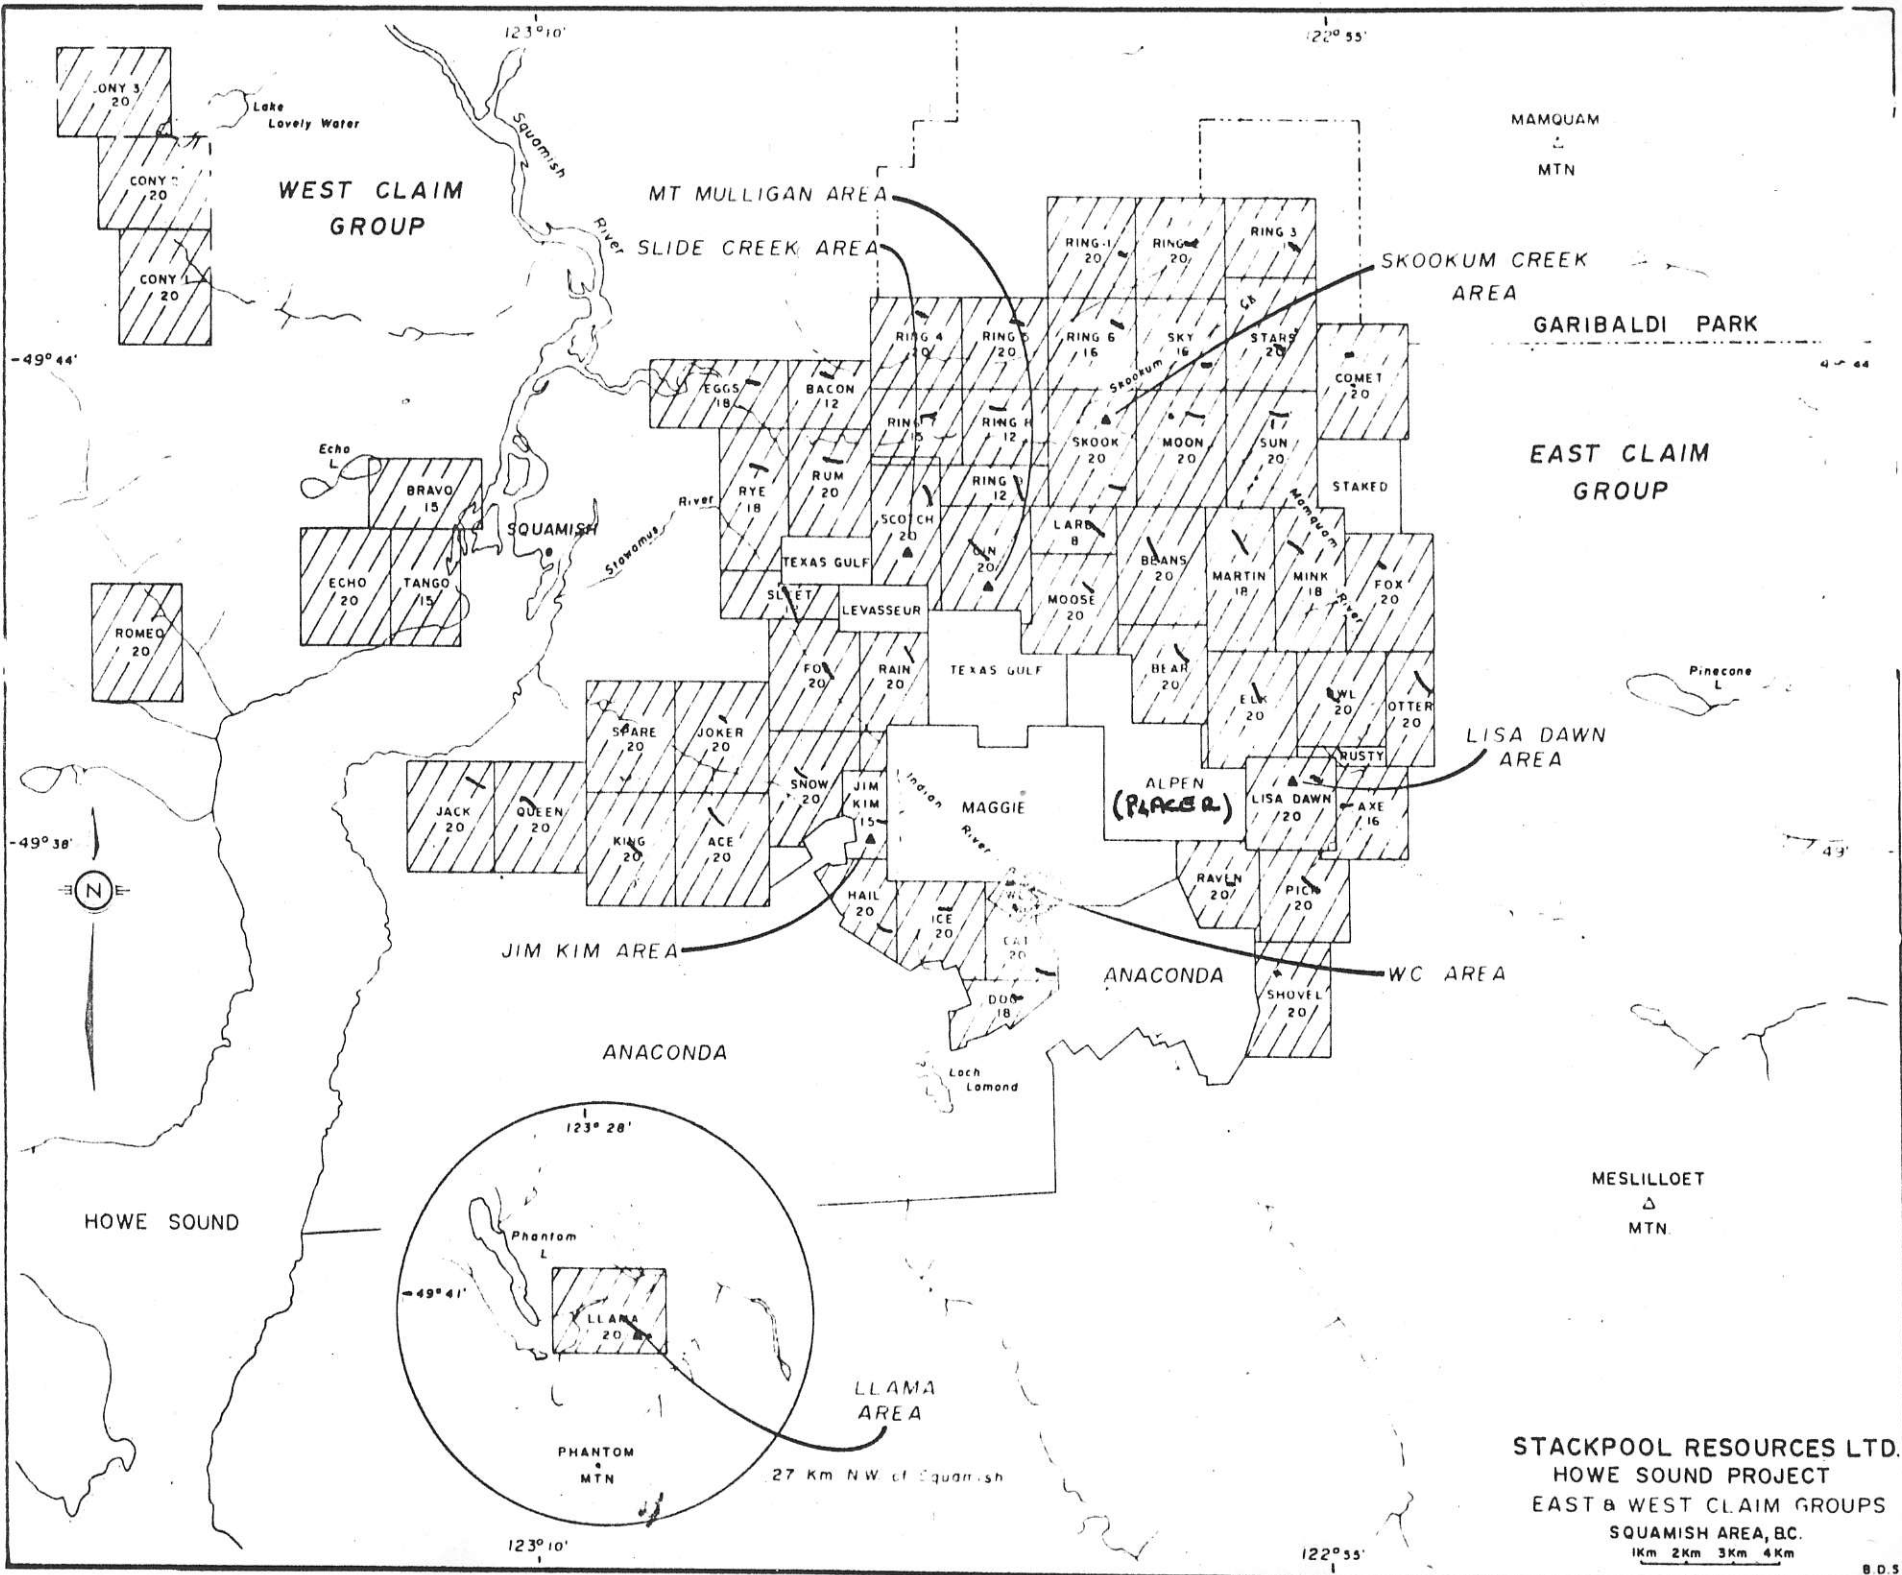 123°10'
122°55'
ONY 3
20
Lake
Lovely Water
Squamish
River
MAMQUAM
MTN
CONY
20
WEST CLAIM
GROUP
MT MULLIGAN AREA
SLIDE CREEK AREA
CONY 1
20
RING 1
20
RING 2
20
RING 3
SKOOKUM CREEK
AREA
GARIBALDI PARK
-49°44'
44
RING 4
20
RING 5
20
RING 6
16
SKY
16
Ck
STARS
20
Skookum
COMET
20
EGGS
18
BACON
12
RING 7
15
RING 8
12
SKOOK
20
MOON
20
SUN
20
EAST CLAIM
GROUP
Echo
L
BRAVO
15
SQUAMISH
Stawamus River
RYE
18
RUM
20
RING 9
12
STAKED
SCOTCH
20
LARB
8
Mamquam
River
ECHO
20
TANGO
15
TEXAS GULF
GIN
20
BEANS
20
MARTIN
18
MINK
18
FOX
20
SLEET
LEVASSEUR
MOOSE
20
ROMEO
20
FOG
20
RAIN
20
TEXAS GULF
BEAR
20
ELK
20
OWL
20
OTTER
20
Pinecone
L
SPARE
20
JOKER
20
RUSTY
LISA DAWN
AREA
JACK
20
QUEEN
20
SNOW
20
JIM
KIM
15
Indian
River
MAGGIE
ALPEN
(PLACER)
LISA DAWN
20
AXE
16
-49°38'
49'
N
KING
20
ACE
20
HAIL
20
ICE
20
WC
CAT
20
RAVEN
20
PICK
20
JIM KIM AREA
ANACONDA
WC AREA
DOG
18
SHOVEL
20
ANACONDA
Loch
Lomond
123° 28'
MESLILLOET
MTN.
HOWE SOUND
Phantom
L
-49°41'
LLAMA
20
LLAMA
AREA
PHANTOM
MTN
27 Km NW of Squamish
STACKPOOL RESOURCES LTD.
HOWE SOUND PROJECT
EAST & WEST CLAIM GROUPS
SQUAMISH AREA, B.C.
1Km 2Km 3Km 4Km
123°10'
122°55'
B.D.S